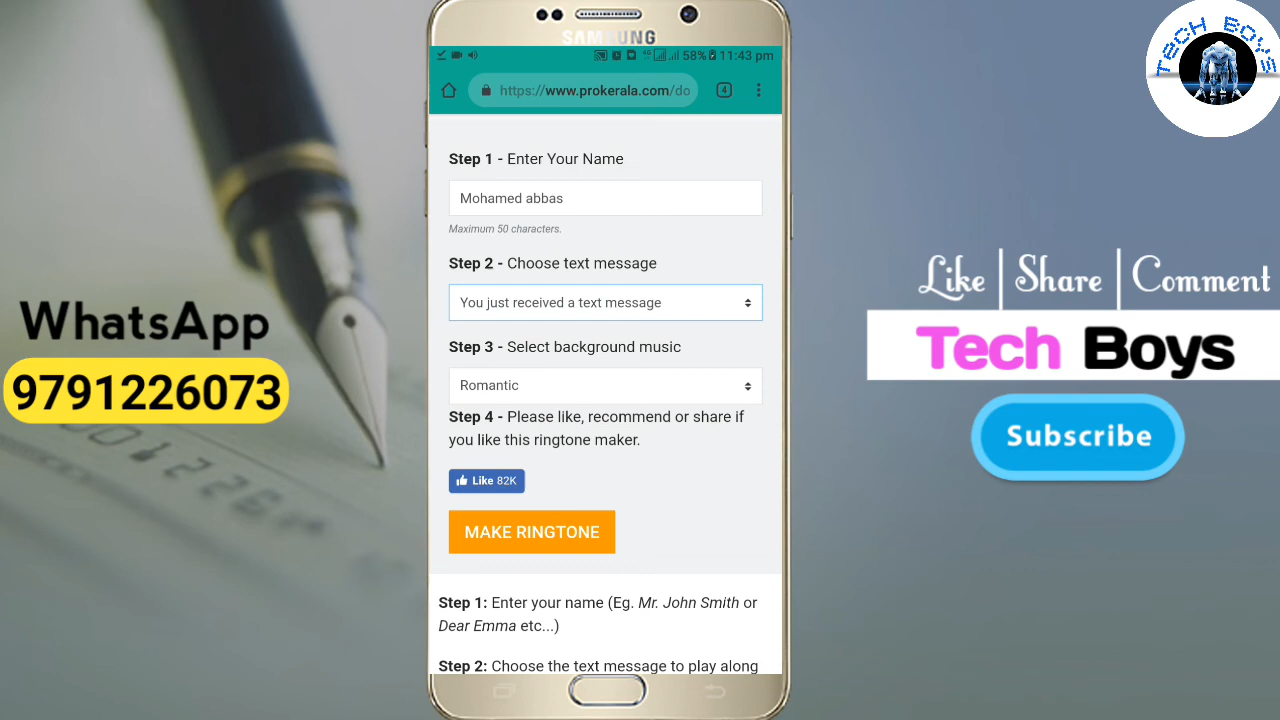 SAMSUNG
58% 11:43 pm
https://www.prokerala.com/do
4
Step 1 - Enter Your Name
Mohamed abbas
Maximum 50 characters.
Step 2 - Choose text message
You just received a text message
Step 3 - Select background music
Romantic
Step 4 - Please like, recommend or share if
you like this ringtone maker.
Like 82K
MAKE RINGTONE
Step 1: Enter your name (Eg. Mr. John Smith or
Dear Emma etc...)
Step 2: Choose the text message to play along
WhatsApp
9791226073
TECH BOYS
Like | Share | Comment
Tech Boys
Subscribe